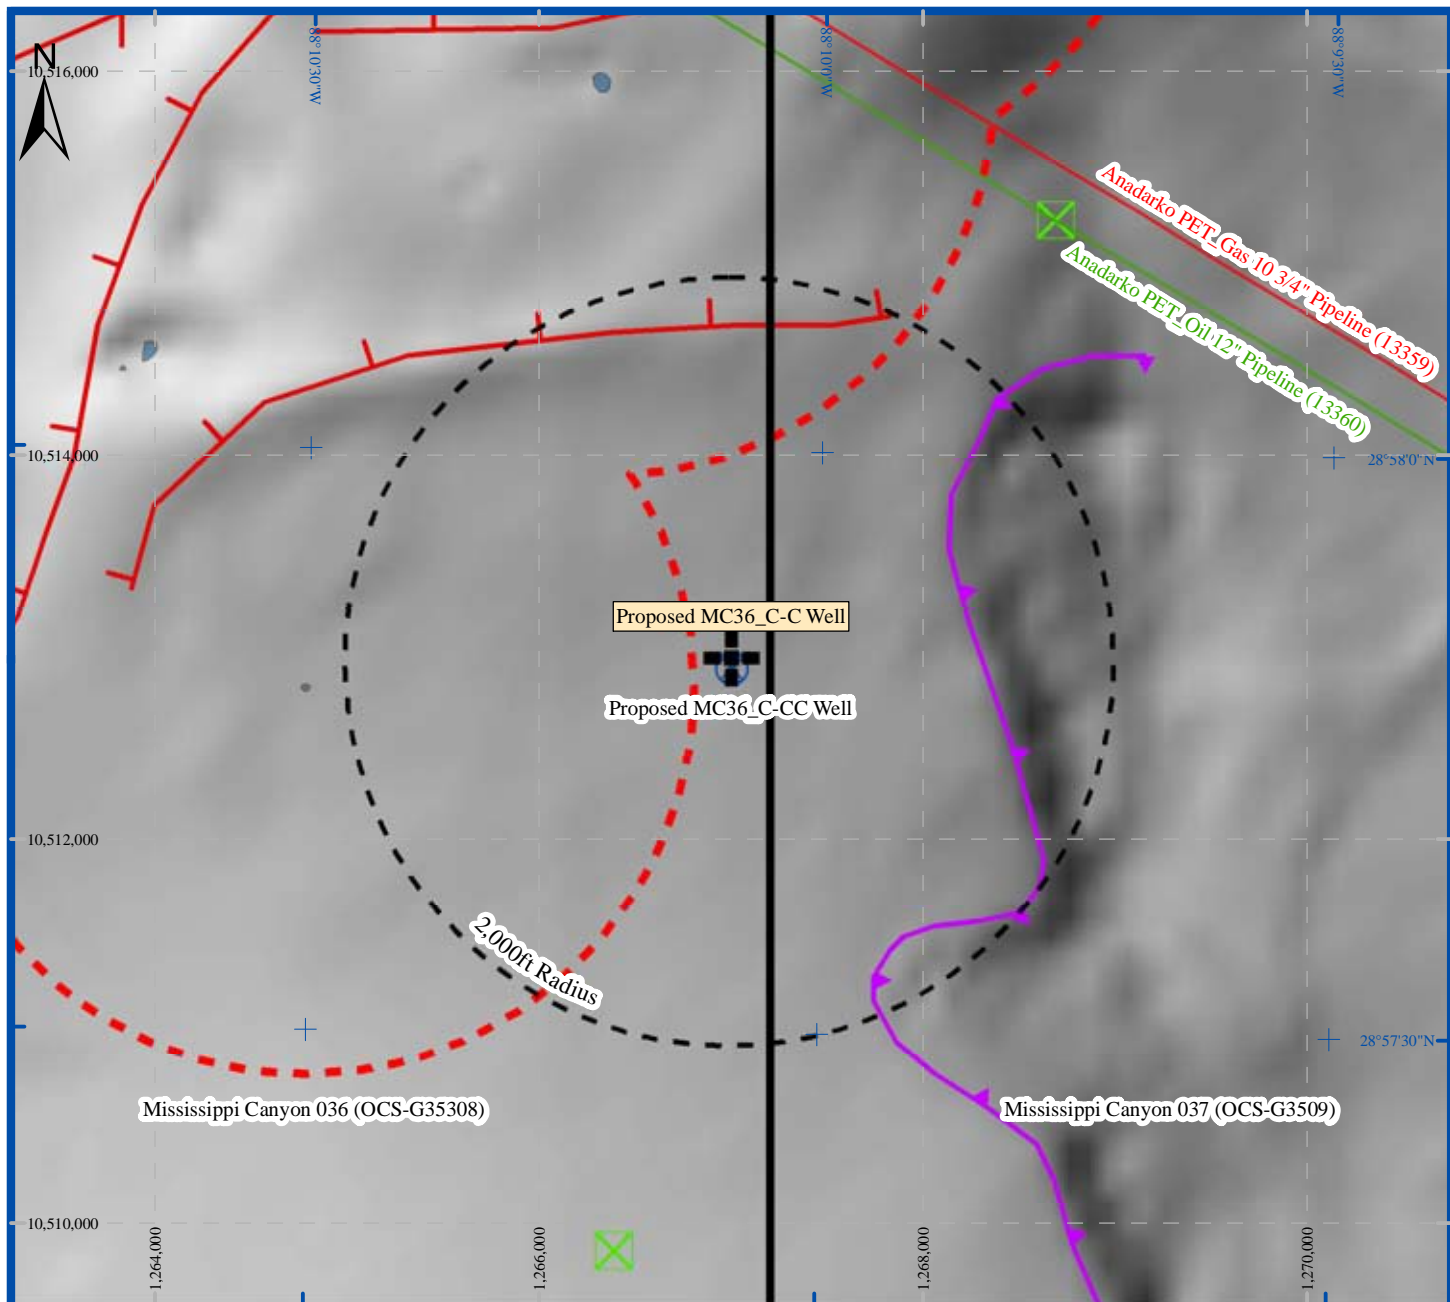 N
88°10'30"W
88°10'0"W
88°9'30"W
10,516,000
Anadarko PET_Gas 10 3/4" Pipeline (13359)
Anadarko PET_Oil 12" Pipeline (13360)
10,514,000
28°58'0"N
Proposed MC36_C-C Well
Proposed MC36_C-CC Well
10,512,000
2,000ft Radius
28°57'30"N
Mississippi Canyon 036 (OCS-G35308)
Mississippi Canyon 037 (OCS-G3509)
10,510,000
1,264,000
1,266,000
1,268,000
1,270,000